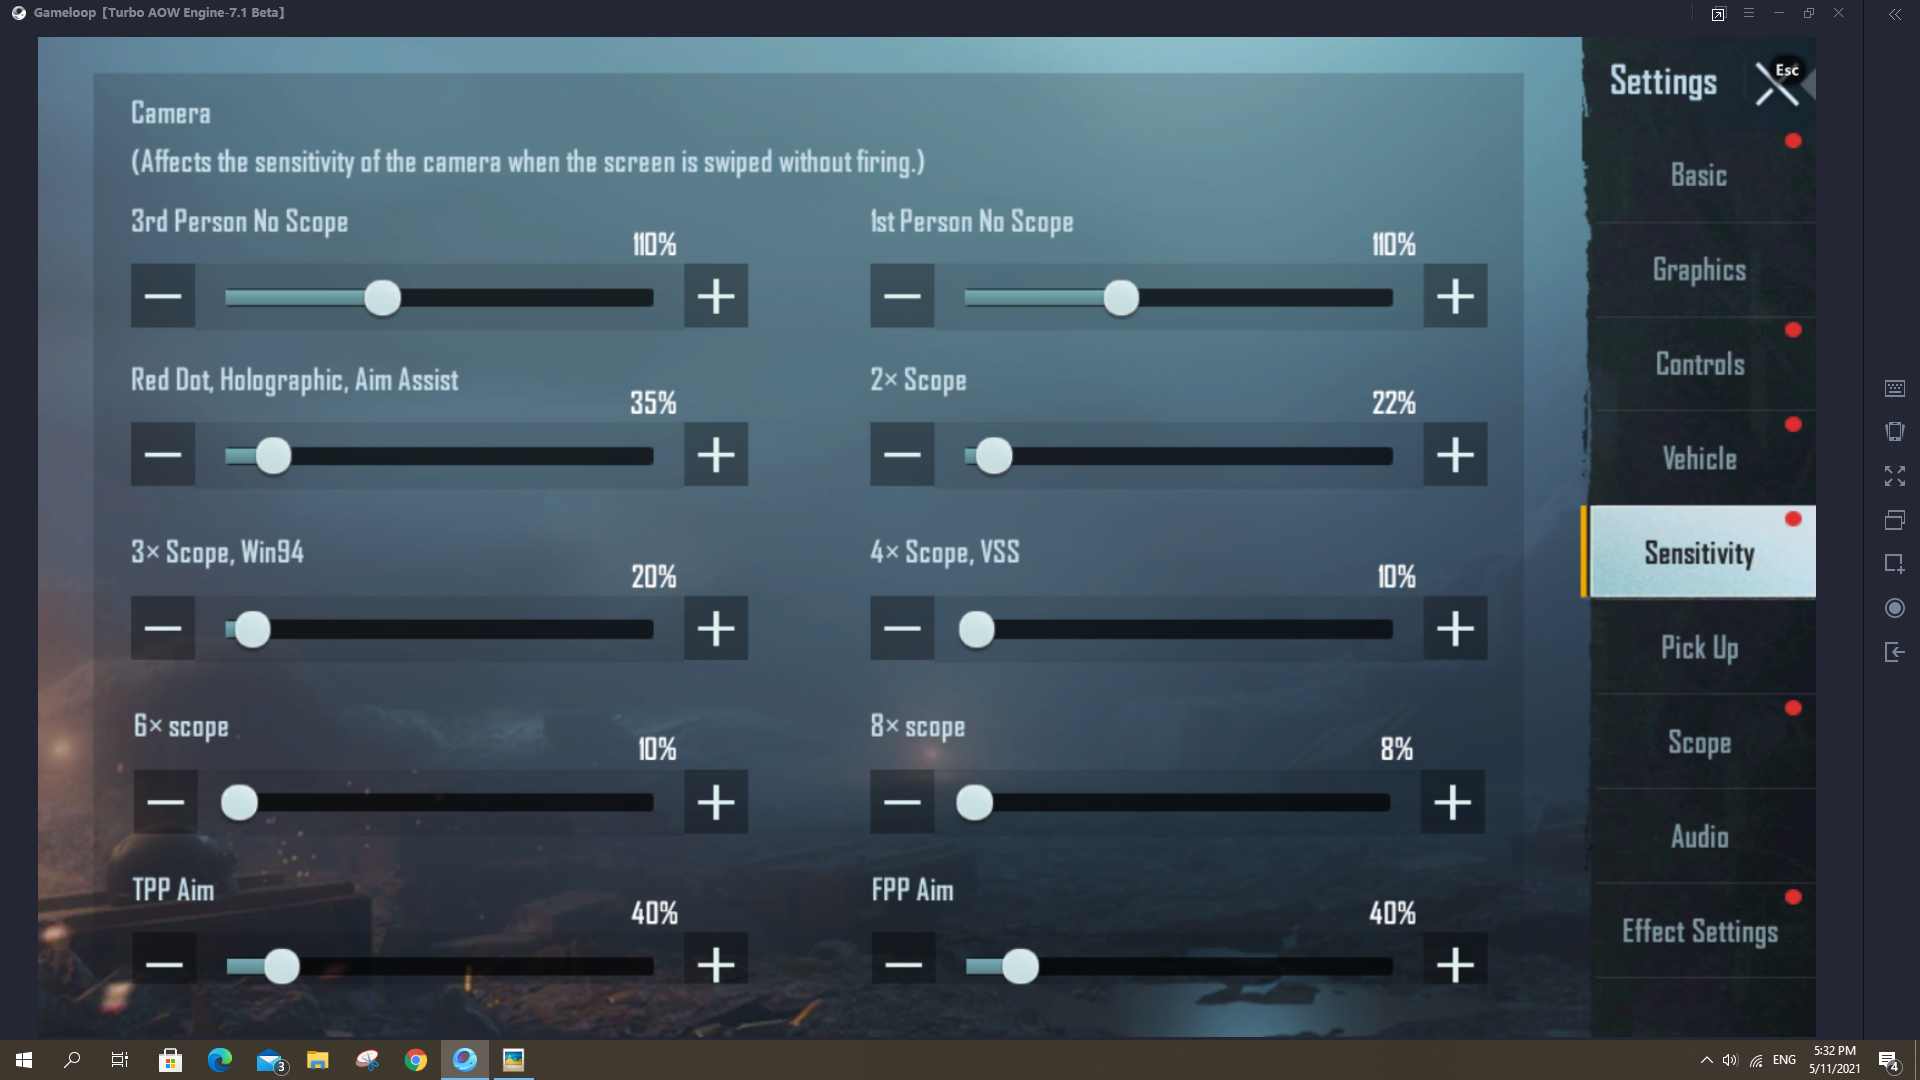 Gameloop [Turbo AOW Engine-7.1 Beta]
Settings
Esc
Camera
(Affects the sensitivity of the camera when the screen is swiped without firing.)
3rd Person No Scope
110%
1st Person No Scope
110%
Red Dot, Holographic, Aim Assist
35%
2× Scope
22%
3× Scope, Win94
20%
4× Scope, VSS
10%
6× scope
10%
8× scope
8%
TPP Aim
40%
FPP Aim
40%
Basic
Graphics
Controls
Vehicle
Sensitivity
Pick Up
Scope
Audio
Effect Settings
3
ENG
5:32 PM
5/11/2021
4